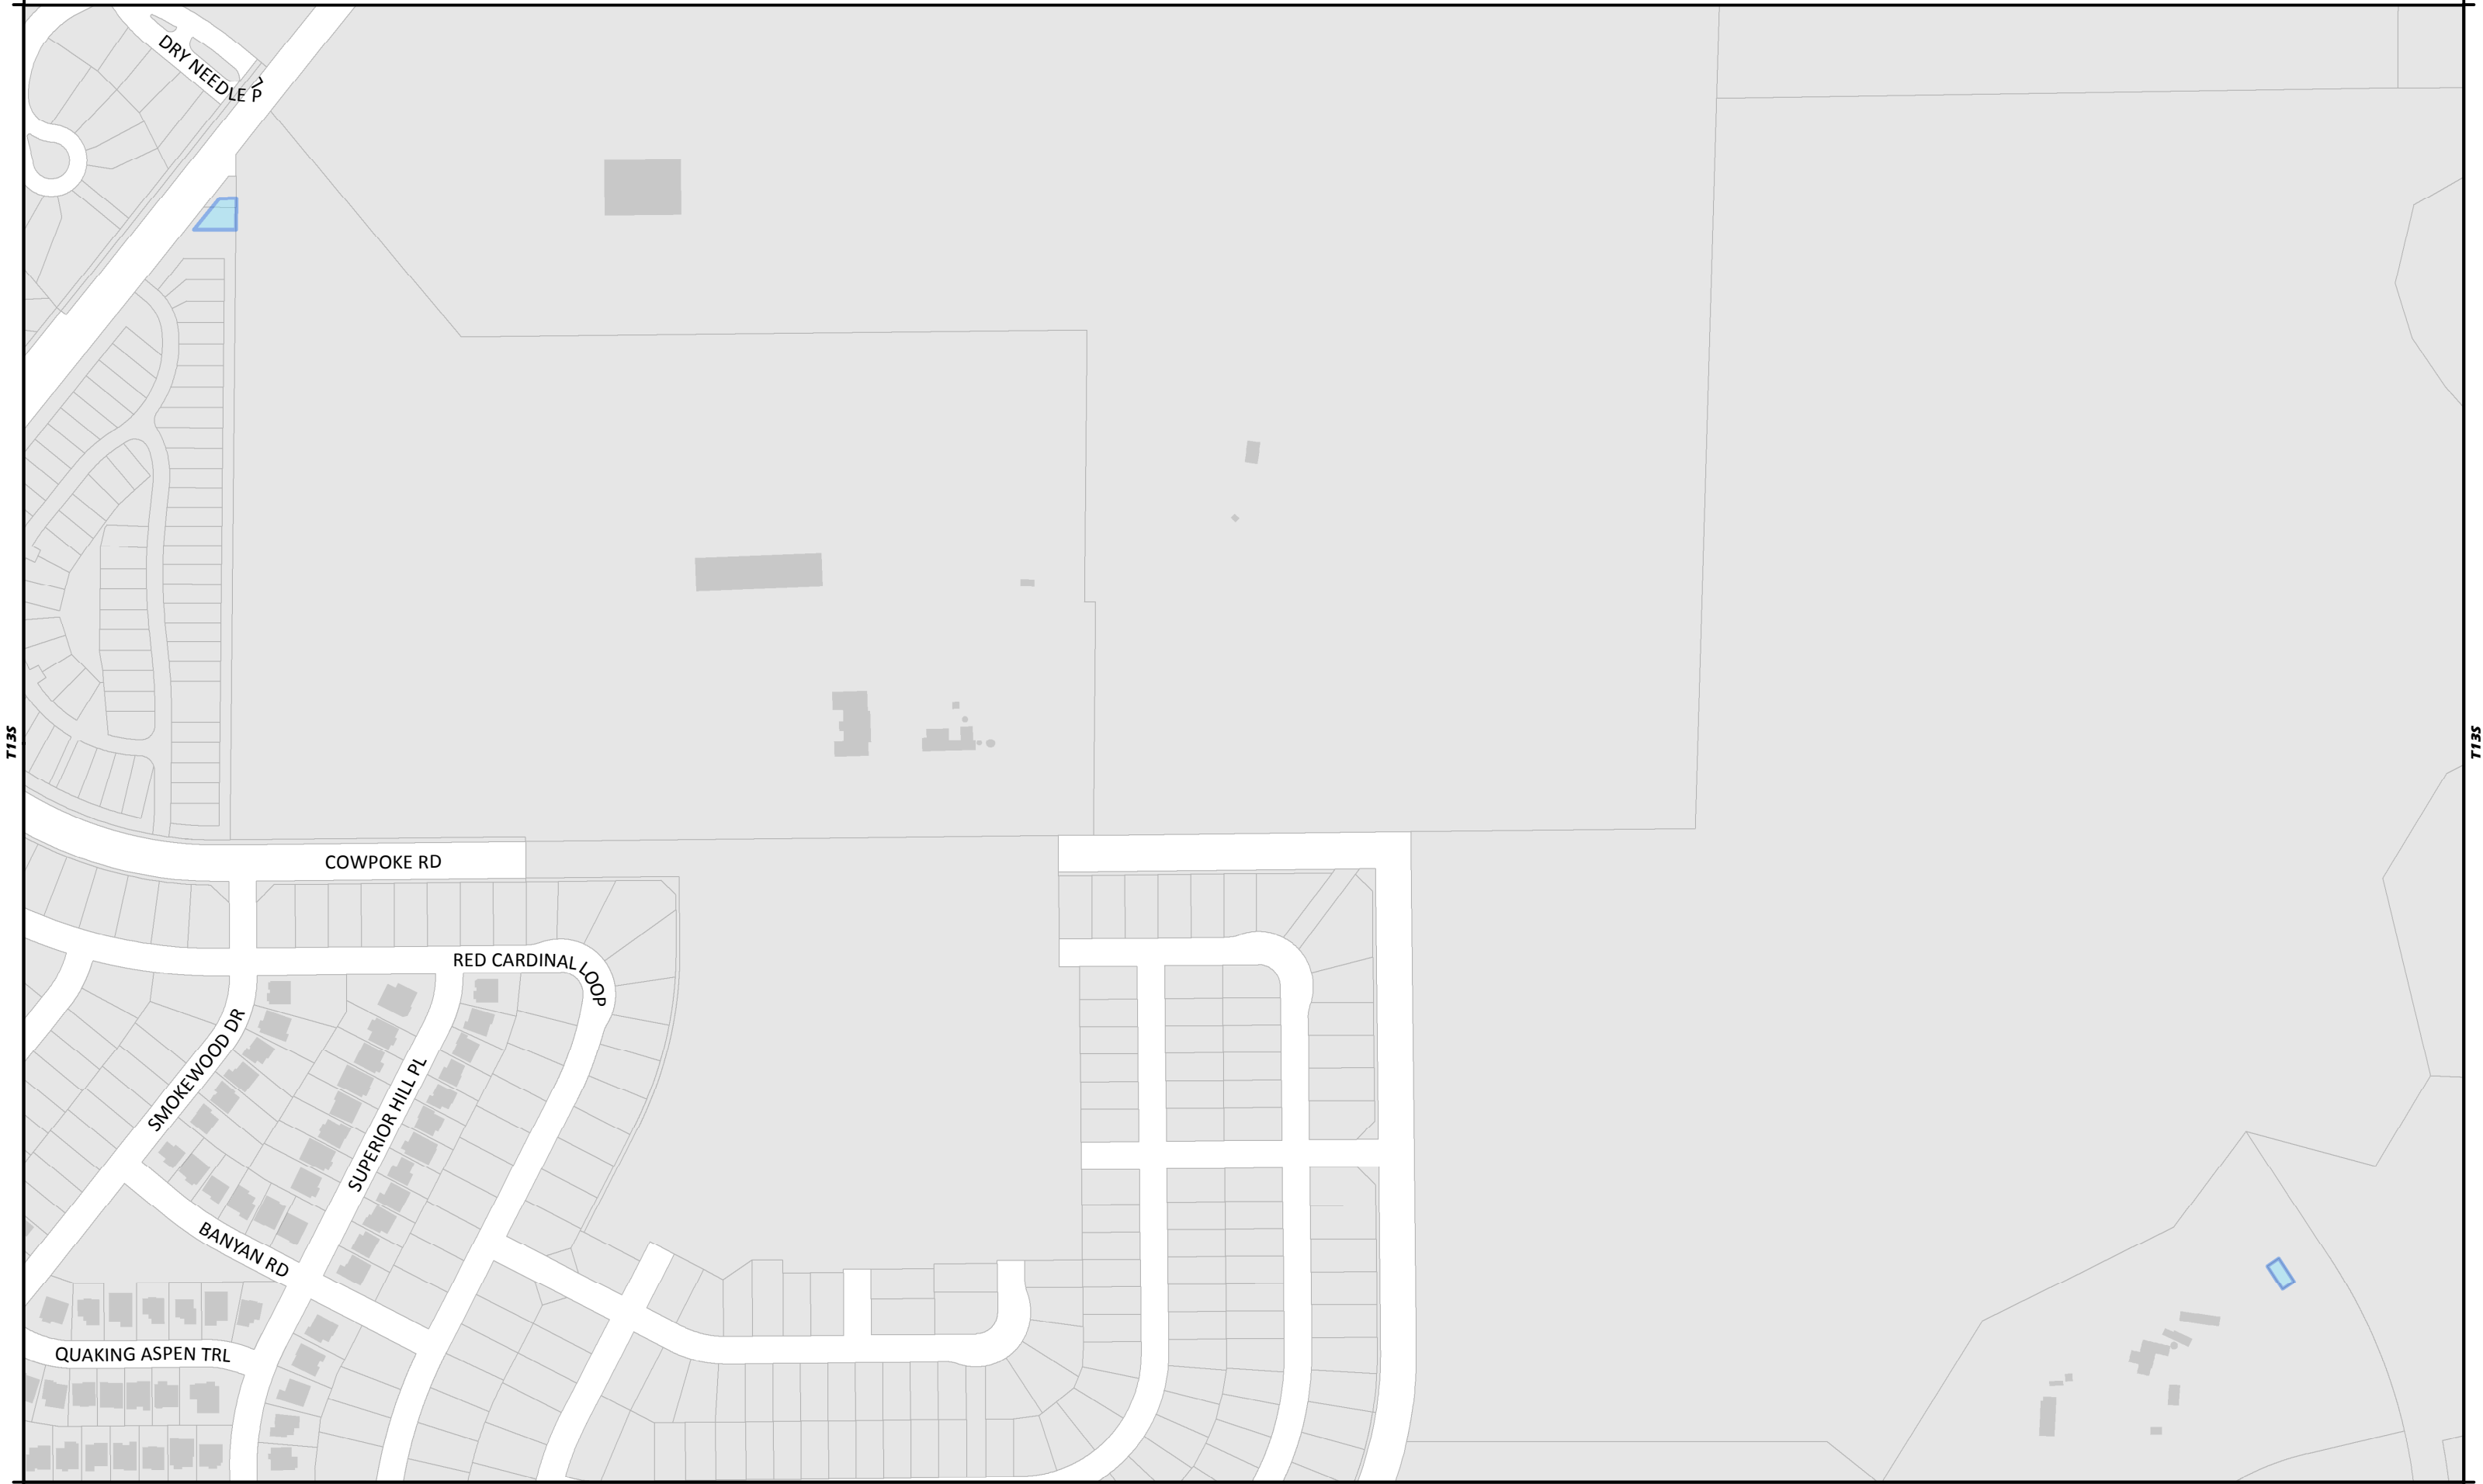 DRY NEEDLE PL
T13S
T13S
COWPOKE RD
RED CARDINAL LOOP
SMOKEWOOD DR
SUPERIOR HILL PL
BANYAN RD
QUAKING ASPEN TRL